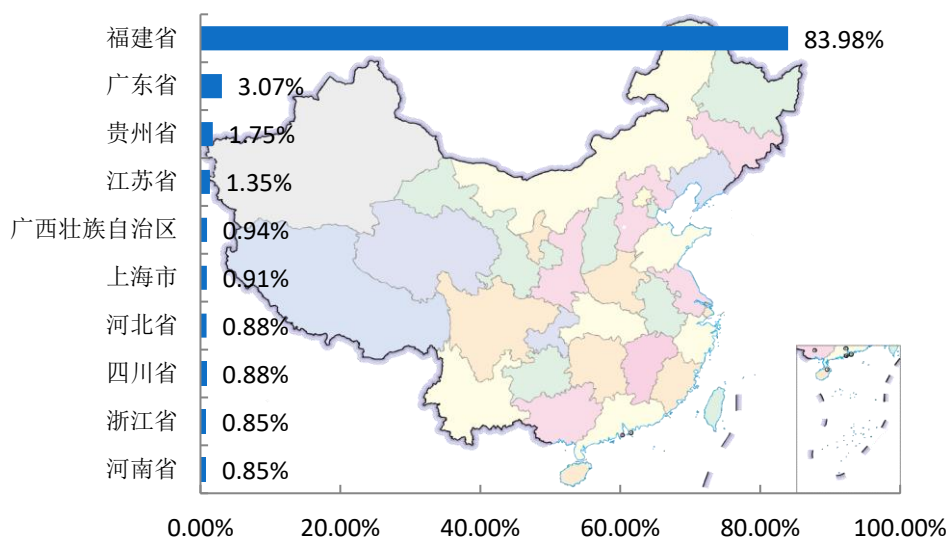 福建省 83.98%
广东省 3.07%
贵州省 1.75%
江苏省 1.35%
广西壮族自治区 0.94%
上海市 0.91%
河北省 0.88%
四川省 0.88%
浙江省 0.85%
河南省 0.85%
0.00% 20.00% 40.00% 60.00% 80.00% 100.00%